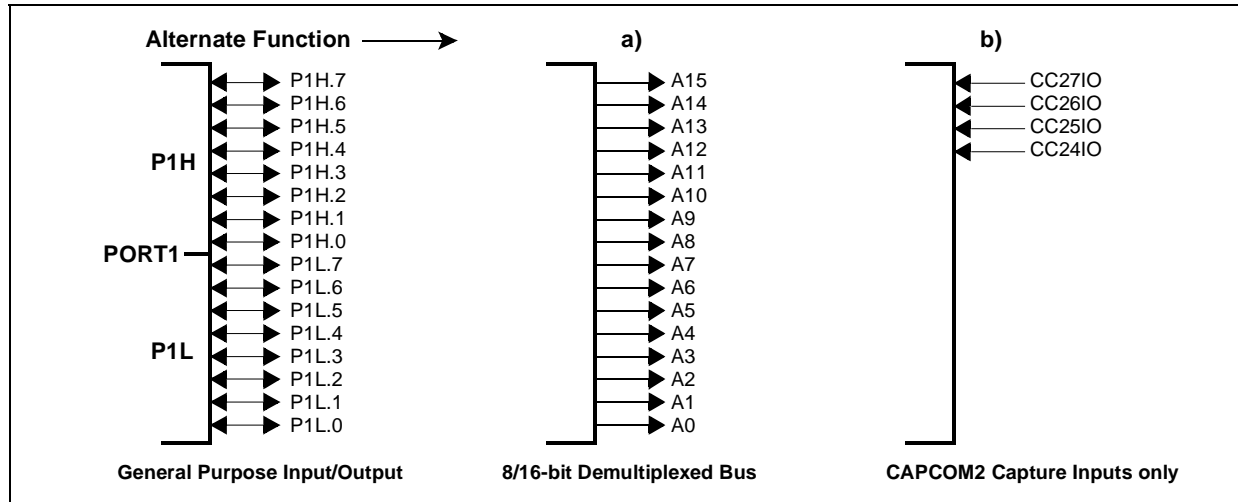 Alternate Function a) b)
P1H.7 A15 CC27IO
P1H.6 A14 CC26IO
P1H.5 A13 CC25IO
P1H.4 A12 CC24IO
P1H
P1H.3 A11
P1H.2 A10
P1H.1 A9
P1H.0 A8
PORT1
P1L.7 A7
P1L.6 A6
P1L.5 A5
P1L.4 A4
P1L
P1L.3 A3
P1L.2 A2
P1L.1 A1
P1L.0 A0
General Purpose Input/Output 8/16-bit Demultiplexed Bus CAPCOM2 Capture Inputs only